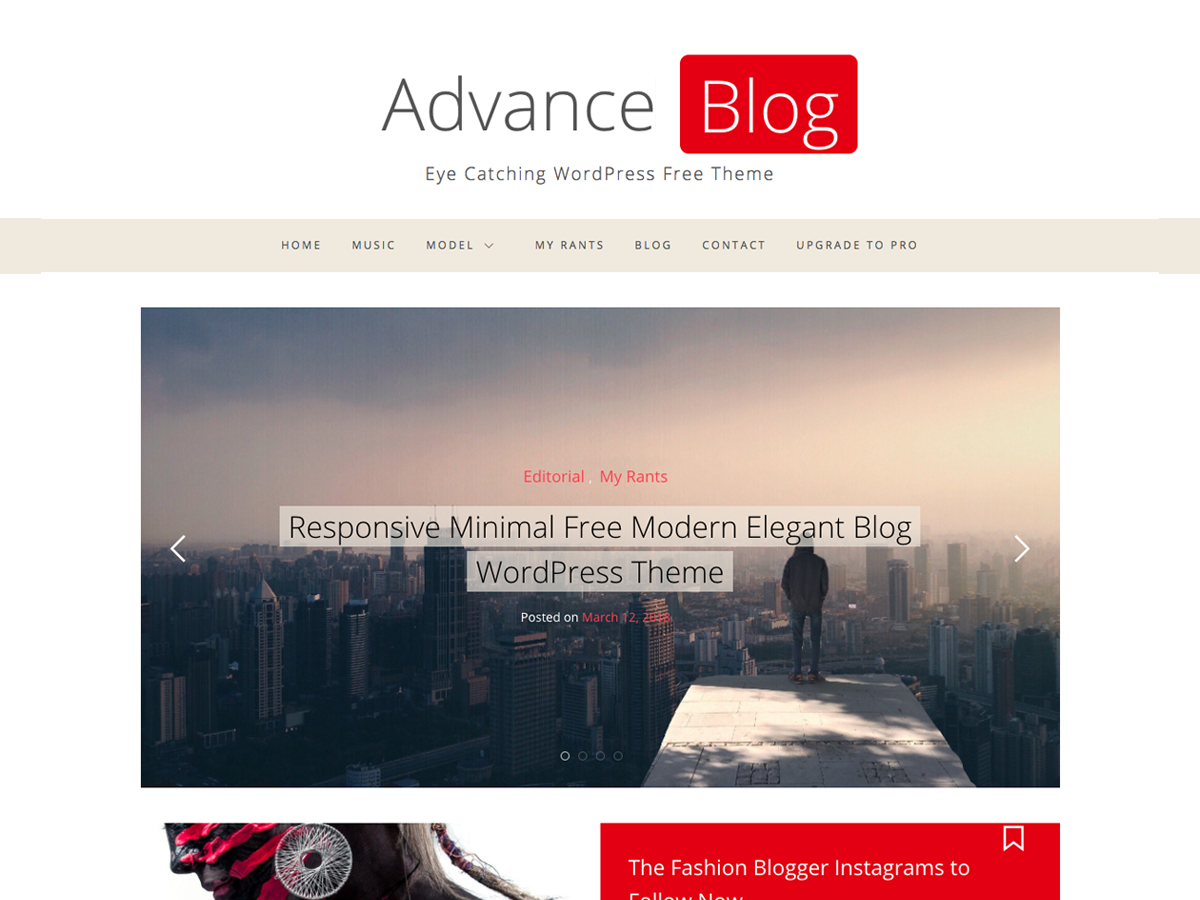 Advance Blog
Eye Catching WordPress Free Theme
HOME MUSIC MODEL MY RANTS BLOG CONTACT UPGRADE TO PRO
Editorial , My Rants
Responsive Minimal Free Modern Elegant Blog
WordPress Theme
Posted on March 12, 2018
The Fashion Blogger Instagrams to
Follow Now